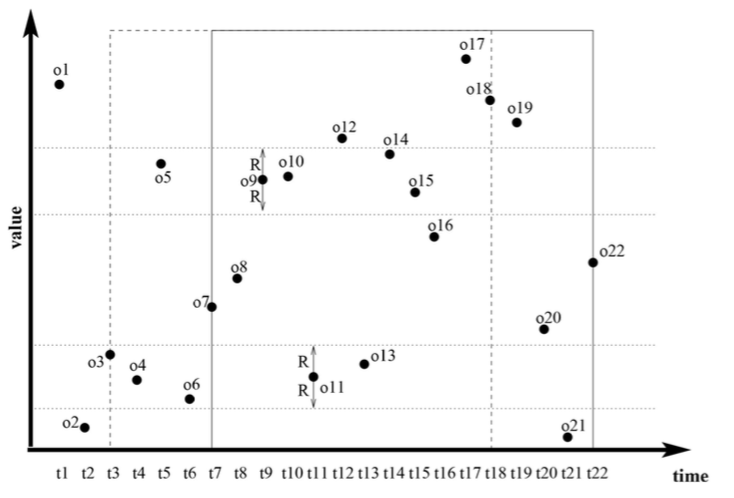 o17
o1
o18
o19
o12
o14
R
o10
o5
o9
o15
R
o16
value
o22
o8
o7
o20
o3
o4
R
o13
R
o11
o6
o2
o21
t1 t2 t3 t4 t5 t6 t7 t8 t9 t10 t11 t12 t13 t14 t15 t16 t17 t18 t19 t20 t21 t22
time